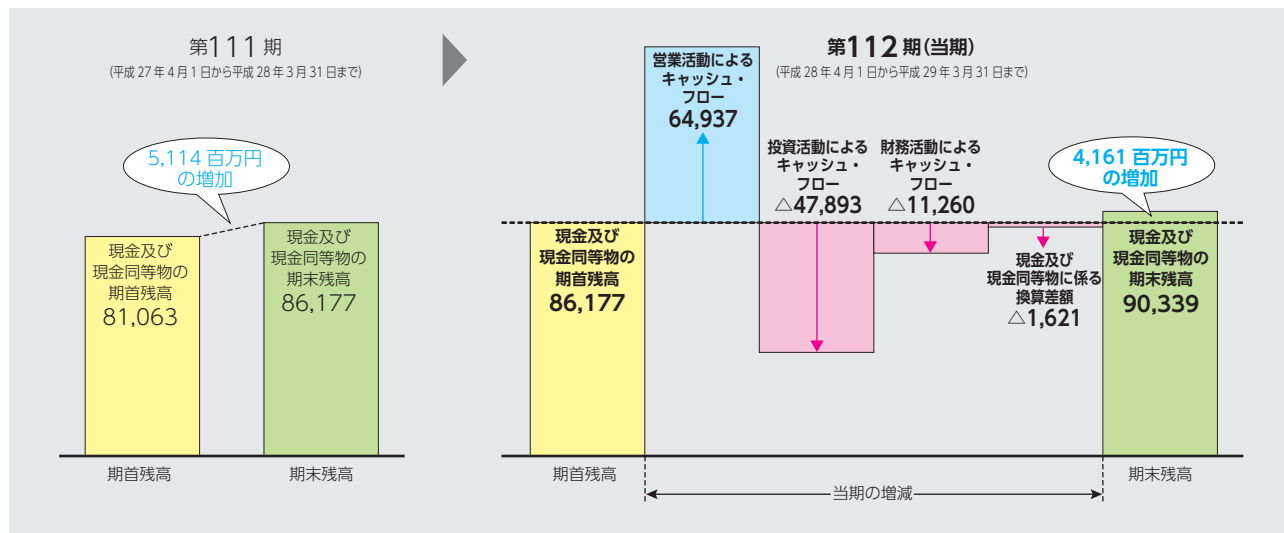 第111期
(平成27年4月1日から平成28年3月31日まで)
5,114 百万円
の増加
現金及び
現金同等物の
期首残高
81,063
現金及び
現金同等物の
期末残高
86,177
期首残高
期末残高
第112期(当期)
(平成28年4月1日から平成29年3月31日まで)
現金及び
現金同等物の
期首残高
86,177
営業活動による
キャッシュ・
フロー
64,937
投資活動による
キャッシュ・
フロー
△47,893
財務活動による
キャッシュ・
フロー
△11,260
現金及び
現金同等物に係る
換算差額
△1,621
4,161 百万円
の増加
現金及び
現金同等物の
期末残高
90,339
期首残高
当期の増減
期末残高